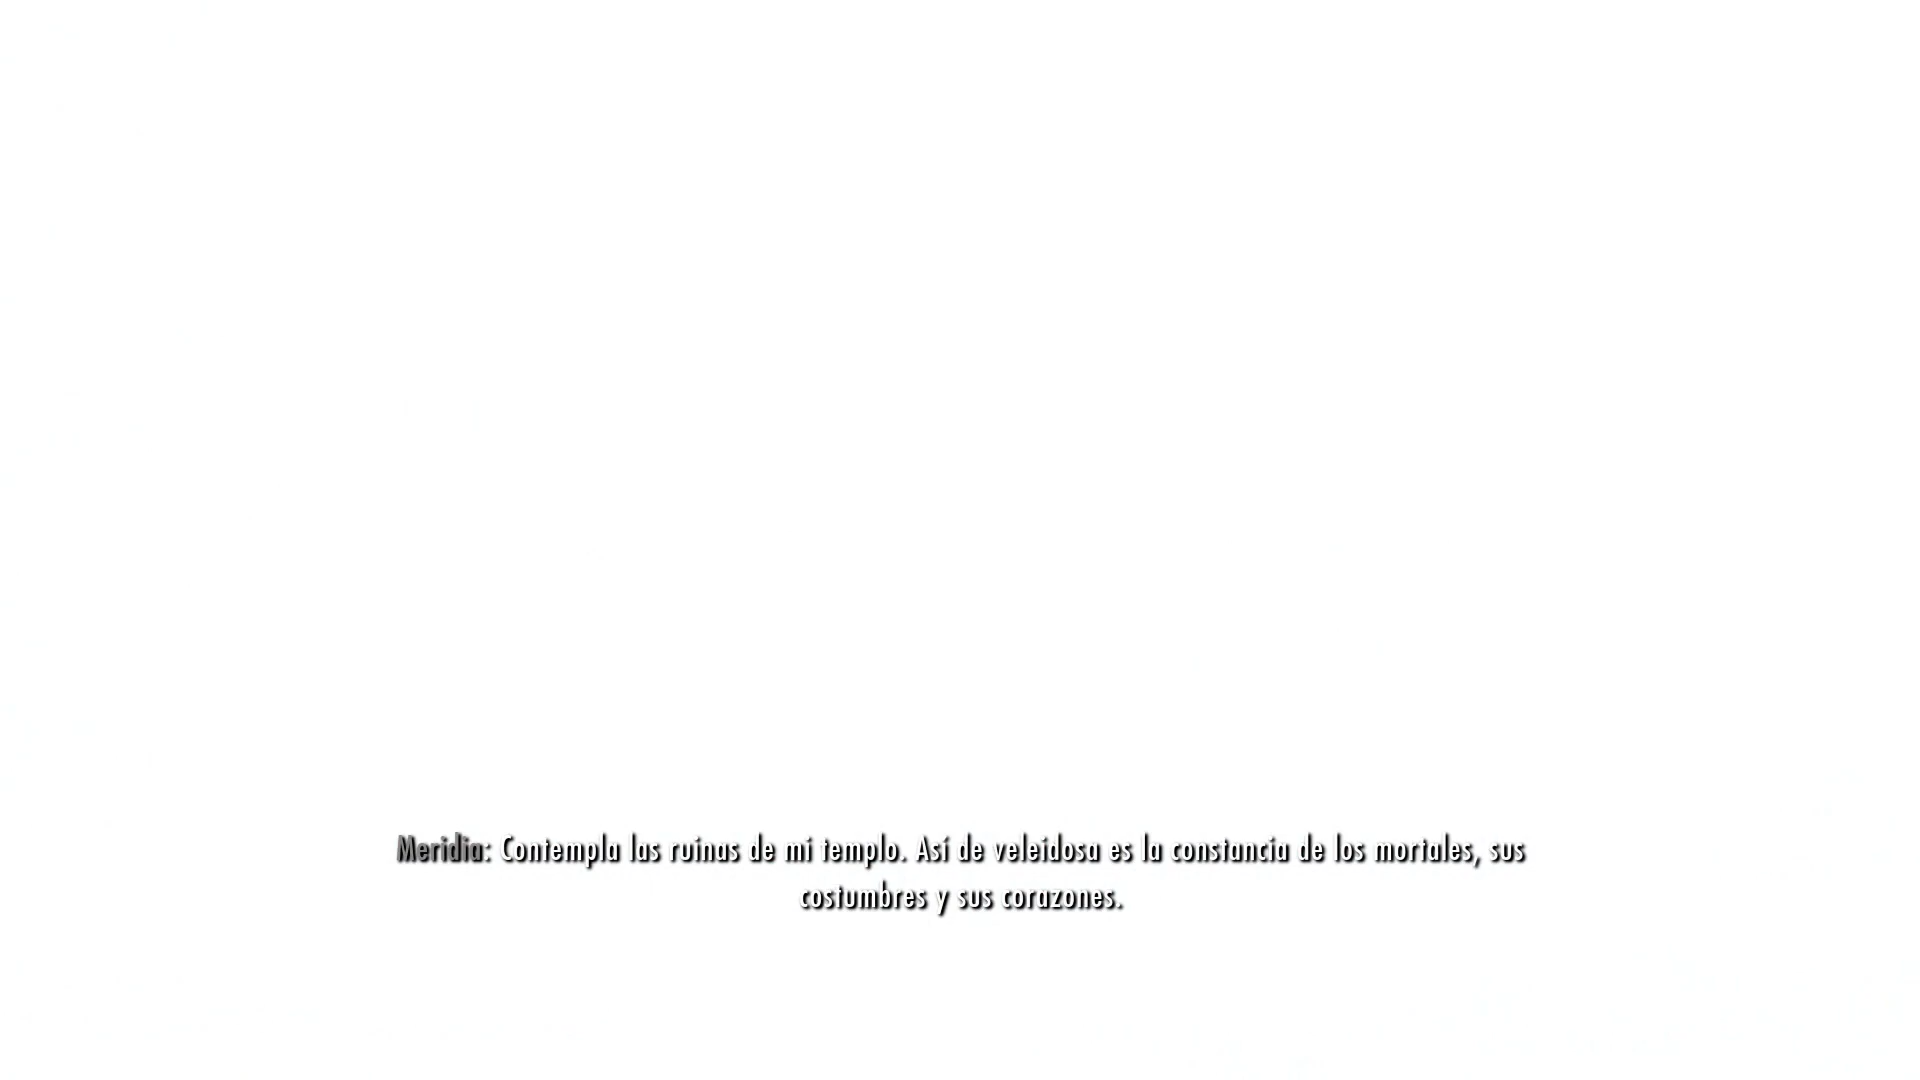 Meridia: Contempla las ruinas de mi templo. Así de veleidosa es la constancia de los mortales, sus
costumbres y sus corazones.